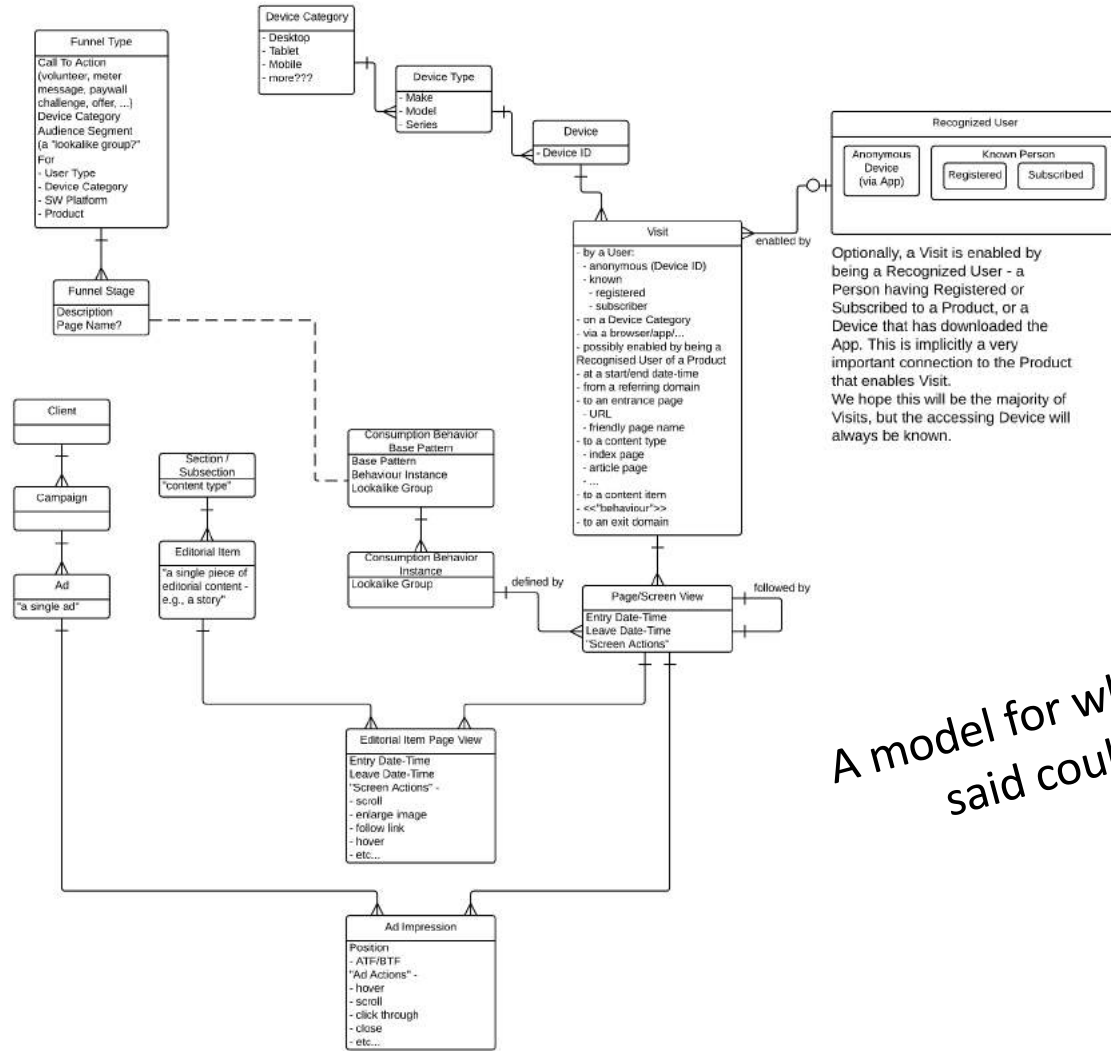 Funnel Type
Call To Action
(volunteer, meter
message, paywall
challenge, offer, ...)
Device Category
Audience Segment
(a "lookalike group?"
For
- User Type
- Device Category
- SW Platform
- Product
Funnel Stage
Description
Page Name?
Device Category
- Desktop
- Tablet
- Mobile
- more???
Device Type
- Make
- Model
- Series
Device
- Device ID
Recognized User
Anonymous
Device
(via App)
Known Person
Registered
Subscribed
enabled by
Optionally, a Visit is enabled by
being a Recognized User - a
Person having Registered or
Subscribed to a Product, or a
Device that has downloaded the
App. This is implicitly a very
important connection to the Product
that enables Visit.
We hope this will be the majority of
Visits, but the accessing Device will
always be known.
Visit
- by a User:
- anonymous (Device ID)
- known
- registered
- subscriber
- on a Device Category
- via a browser/app/...
- possibly enabled by being a
Recognised User of a Product
- at a start/end date-time
- from a referring domain
- to an entrance page
- URL
- friendly page name
- to a content type
- index page
- article page
- ...
- to a content item
- <<"behaviour">>
- to an exit domain
Client
Campaign
Ad
"a single ad"
Section /
Subsection
"content type"
Editorial Item
"a single piece of
editorial content -
e.g., a story"
Consumption Behavior
Base Pattern
Base Pattern
Behaviour Instance
Lookalike Group
Consumption Behavior
Instance
Lookalike Group
defined by
Page/Screen View
Entry Date-Time
Leave Date-Time
"Screen Actions"
followed by
Editorial Item Page View
Entry Date-Time
Leave Date-Time
"Screen Actions" -
- scroll
- enlarge image
- follow link
- hover
- etc...
Ad Impression
Position
- ATF/BTF
"Ad Actions" -
- hover
- scroll
- click through
- close
- etc...
A model for
said